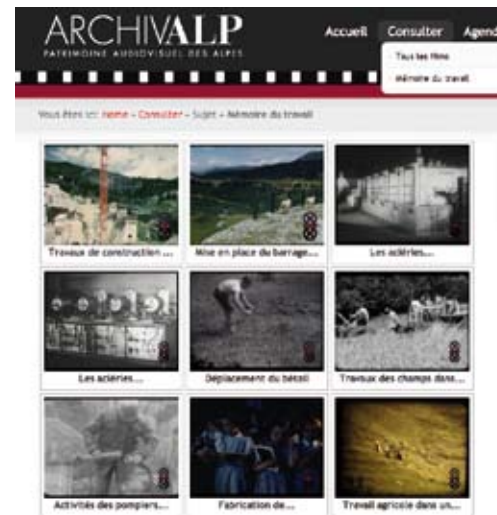 ARCHIVALP
PATRIMOINE AUDIOVISUEL DES ALPES
Accueil Consulter Agend
Tous les films
Mémoire du travail
Vous êtes ici: Home - Consulter - Sujet - Mémoire du travail
Travaux de construction ...
Mise en place du barrage...
Les aciéries...
Les aciéries...
Déplacement du bétail
Travaux des champs dans...
Activités des pompiers...
Fabrication de...
Travail agricole dans un...